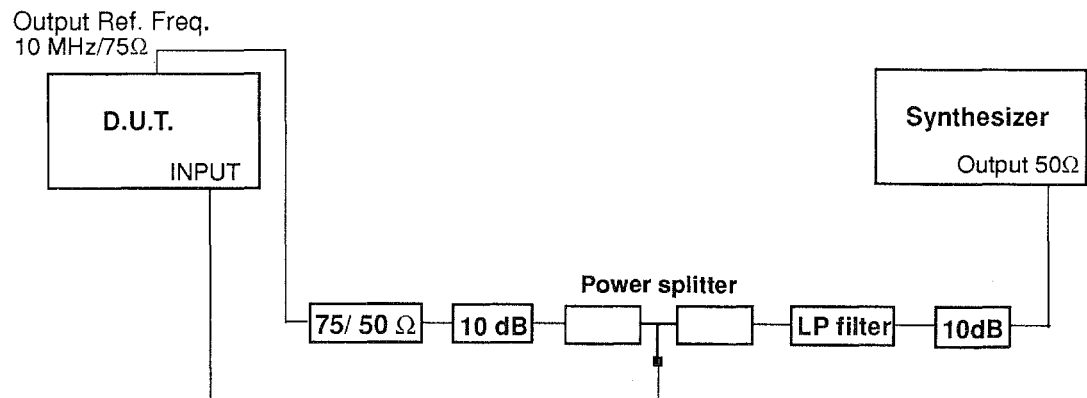 Output Ref. Freq.
10 MHz/75Ω
D.U.T.
INPUT
Synthesizer
Output 50Ω
Power splitter
75/ 50 Ω
10 dB
LP filter
10dB